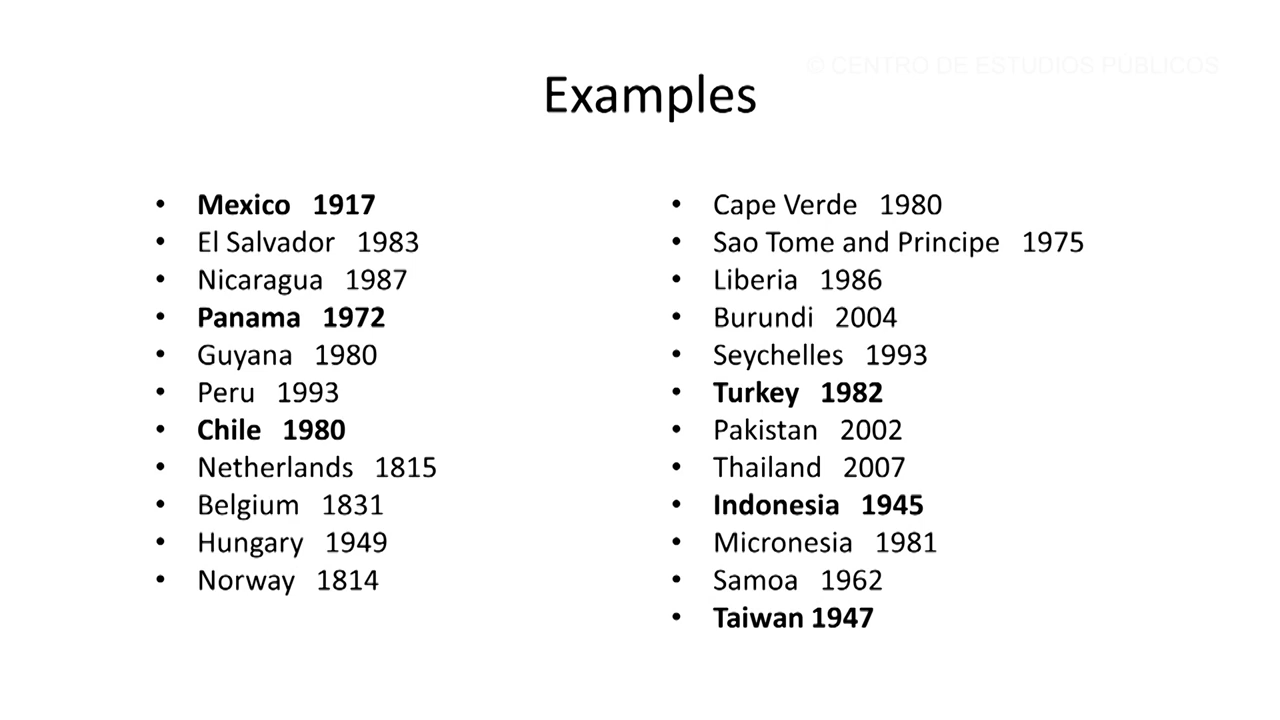 © CENTRO DE ESTUDIOS PÚBLICOS
Examples
• Mexico 1917
• El Salvador 1983
• Nicaragua 1987
• Panama 1972
• Guyana 1980
• Peru 1993
• Chile 1980
• Netherlands 1815
• Belgium 1831
• Hungary 1949
• Norway 1814
• Cape Verde 1980
• Sao Tome and Principe 1975
• Liberia 1986
• Burundi 2004
• Seychelles 1993
• Turkey 1982
• Pakistan 2002
• Thailand 2007
• Indonesia 1945
• Micronesia 1981
• Samoa 1962
• Taiwan 1947